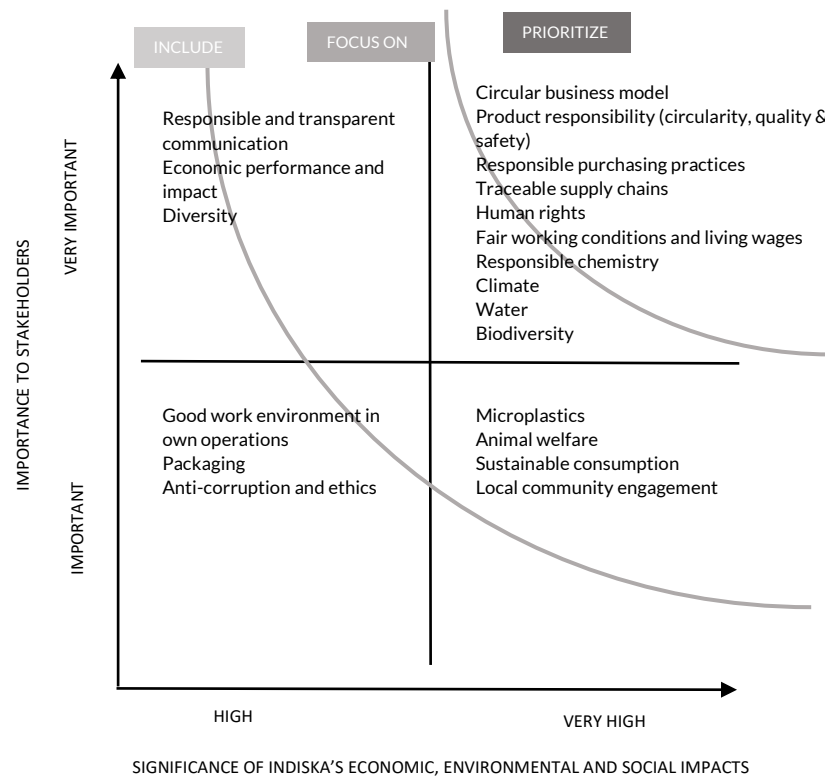 INCLUDE
FOCUS ON
PRIORITIZE
IMPORTANCE TO STAKEHOLDERS
VERY IMPORTANT
IMPORTANT
Responsible and transparent
communication
Economic performance and
impact
Diversity
Circular business model
Product responsibility (circularity, quality &
safety)
Responsible purchasing practices
Traceable supply chains
Human rights
Fair working conditions and living wages
Responsible chemistry
Climate
Water
Biodiversity
Good work environment in
own operations
Packaging
Anti-corruption and ethics
Microplastics
Animal welfare
Sustainable consumption
Local community engagement
HIGH
VERY HIGH
SIGNIFICANCE OF INDISKA’S ECONOMIC, ENVIRONMENTAL AND SOCIAL IMPACTS